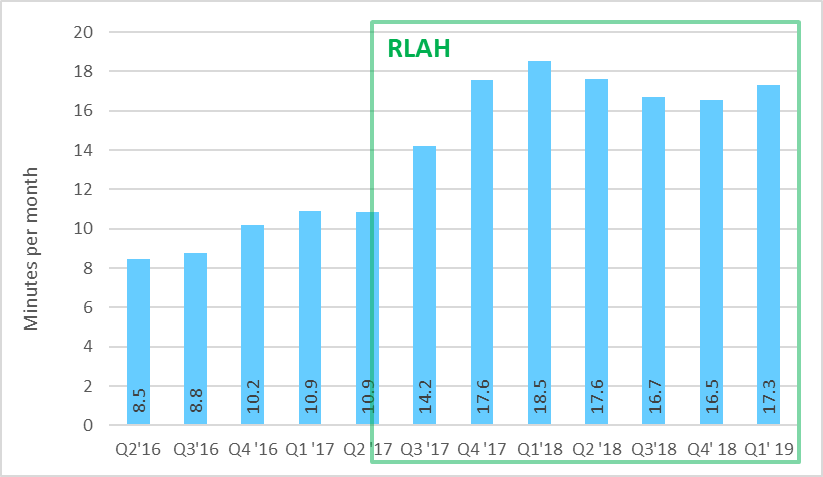 RLAH
Minutes per month
20
18
16
14
12
10
8
6
4
2
0
8.5
8.8
10.2
10.9
10.9
14.2
17.6
18.5
17.6
16.7
16.5
17.3
Q2'16
Q3'16
Q4 '16
Q1 '17
Q2 '17
Q3 '17
Q4 '17
Q1'18
Q2 '18
Q3'18
Q4' 18
Q1' 19